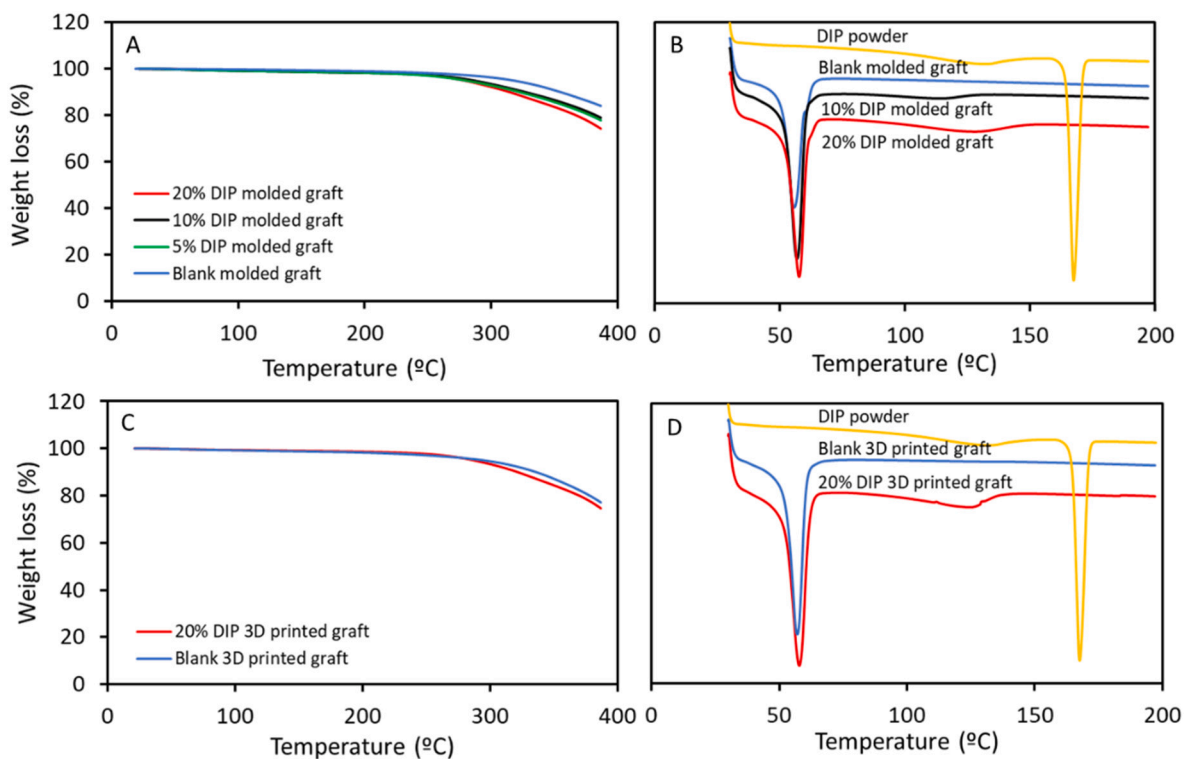 A
Weight loss (%)
120
100
80
60
40
20
0
20% DIP molded graft
10% DIP molded graft
5% DIP molded graft
Blank molded graft
0 100 200 300 400
Temperature (ºC)
B
DIP powder
Blank molded graft
10% DIP molded graft
20% DIP molded graft
0 50 100 150 200
Temperature (ºC)
C
Weight loss (%)
120
100
80
60
40
20
0
20% DIP 3D printed graft
Blank 3D printed graft
0 100 200 300 400
Temperature (ºC)
D
DIP powder
Blank 3D printed graft
20% DIP 3D printed graft
0 50 100 150 200
Temperature (ºC)